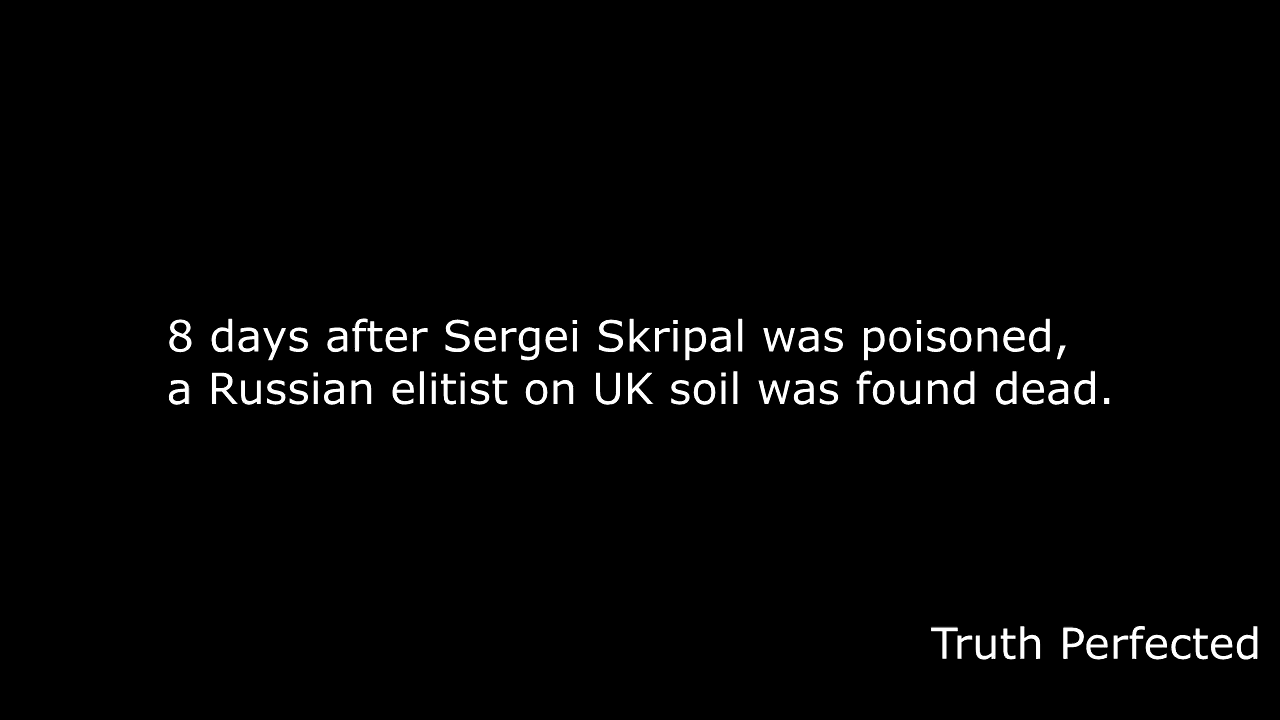 8 days after Sergei Skripal was poisoned,
a Russian elitist on UK soil was found dead.
Truth Perfected